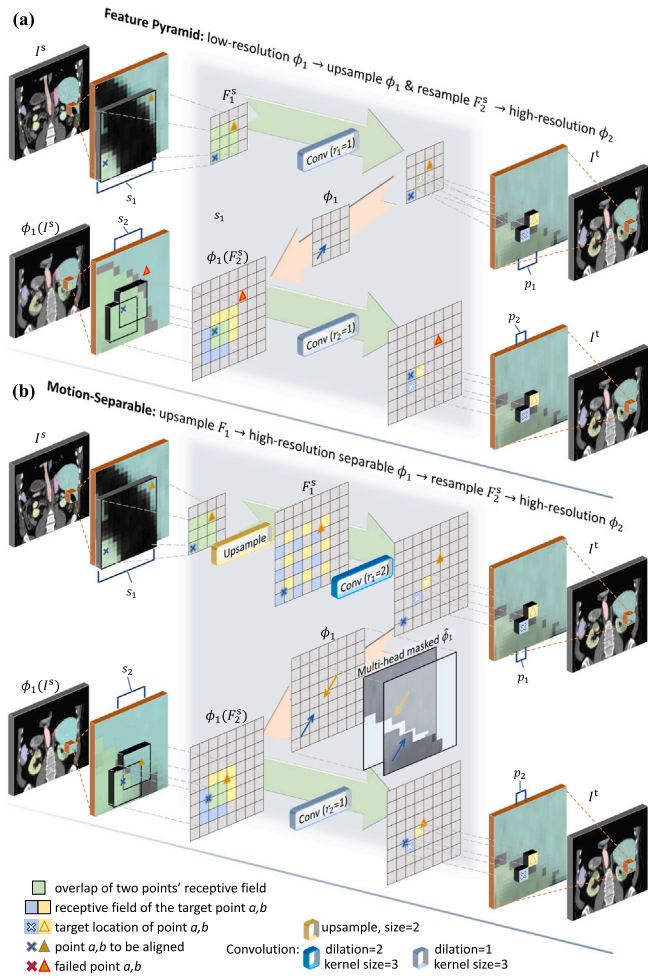 (a)
Feature Pyramid: low-resolution ϕ₁ → upsample ϕ₁ & resample F₂ˢ → high-resolution ϕ₂
Iˢ
F₁ˢ
Conv (r₁=1)
Iᵗ
s₁
s₁
ϕ₁
p₁
ϕ₁(Iˢ)
s₂
ϕ₁(F₂ˢ)
Conv (r₂=1)
p₂
Iᵗ
(b)
Motion-Separable: upsample F₁ → high-resolution separable ϕ₁ → resample F₂ˢ → high-resolution ϕ₂
Iˢ
F₁ˢ
Upsample
Conv (r₁=2)
Iᵗ
s₁
p₁
ϕ₁
Multi-head masked ϕ̂₁
ϕ₁(Iˢ)
s₂
ϕ₁(F₂ˢ)
Conv (r₂=1)
p₂
Iᵗ
overlap of two points' receptive field
receptive field of the target point a,b
target location of point a,b
point a,b to be aligned
failed point a,b
upsample, size=2
Convolution:
dilation=2
kernel size=3
dilation=1
kernel size=3